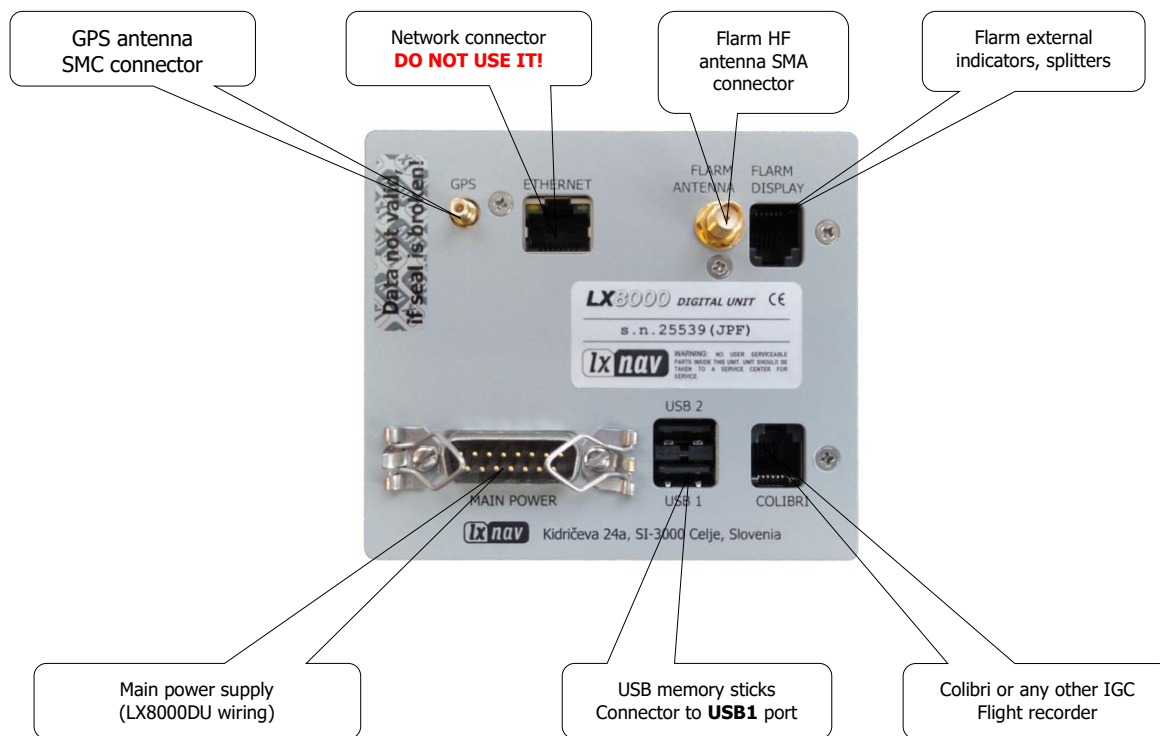 GPS antenna
SMC connector
Network connector
DO NOT USE IT!
Flarm HF
antenna SMA
connector
Flarm external
indicators, splitters
Data not valid,
if seal is broken!
GPS
ETHERNET
FLARM
ANTENNA
FLARM
DISPLAY
LX8000 DIGITAL UNIT CE
s.n.25539(JPF)
lx nav
WARNING: NO USER SERVICEABLE
PARTS INSIDE THIS UNIT. UNIT SHOULD BE
TAKEN TO A SERVICE CENTER FOR
SERVICE
USB 2
MAIN POWER
USB 1
COLIBRI
lx nav Kidričeva 24a, SI-3000 Celje, Slovenia
Main power supply
(LX8000DU wiring)
USB memory sticks
Connector to USB1 port
Colibri or any other IGC
Flight recorder